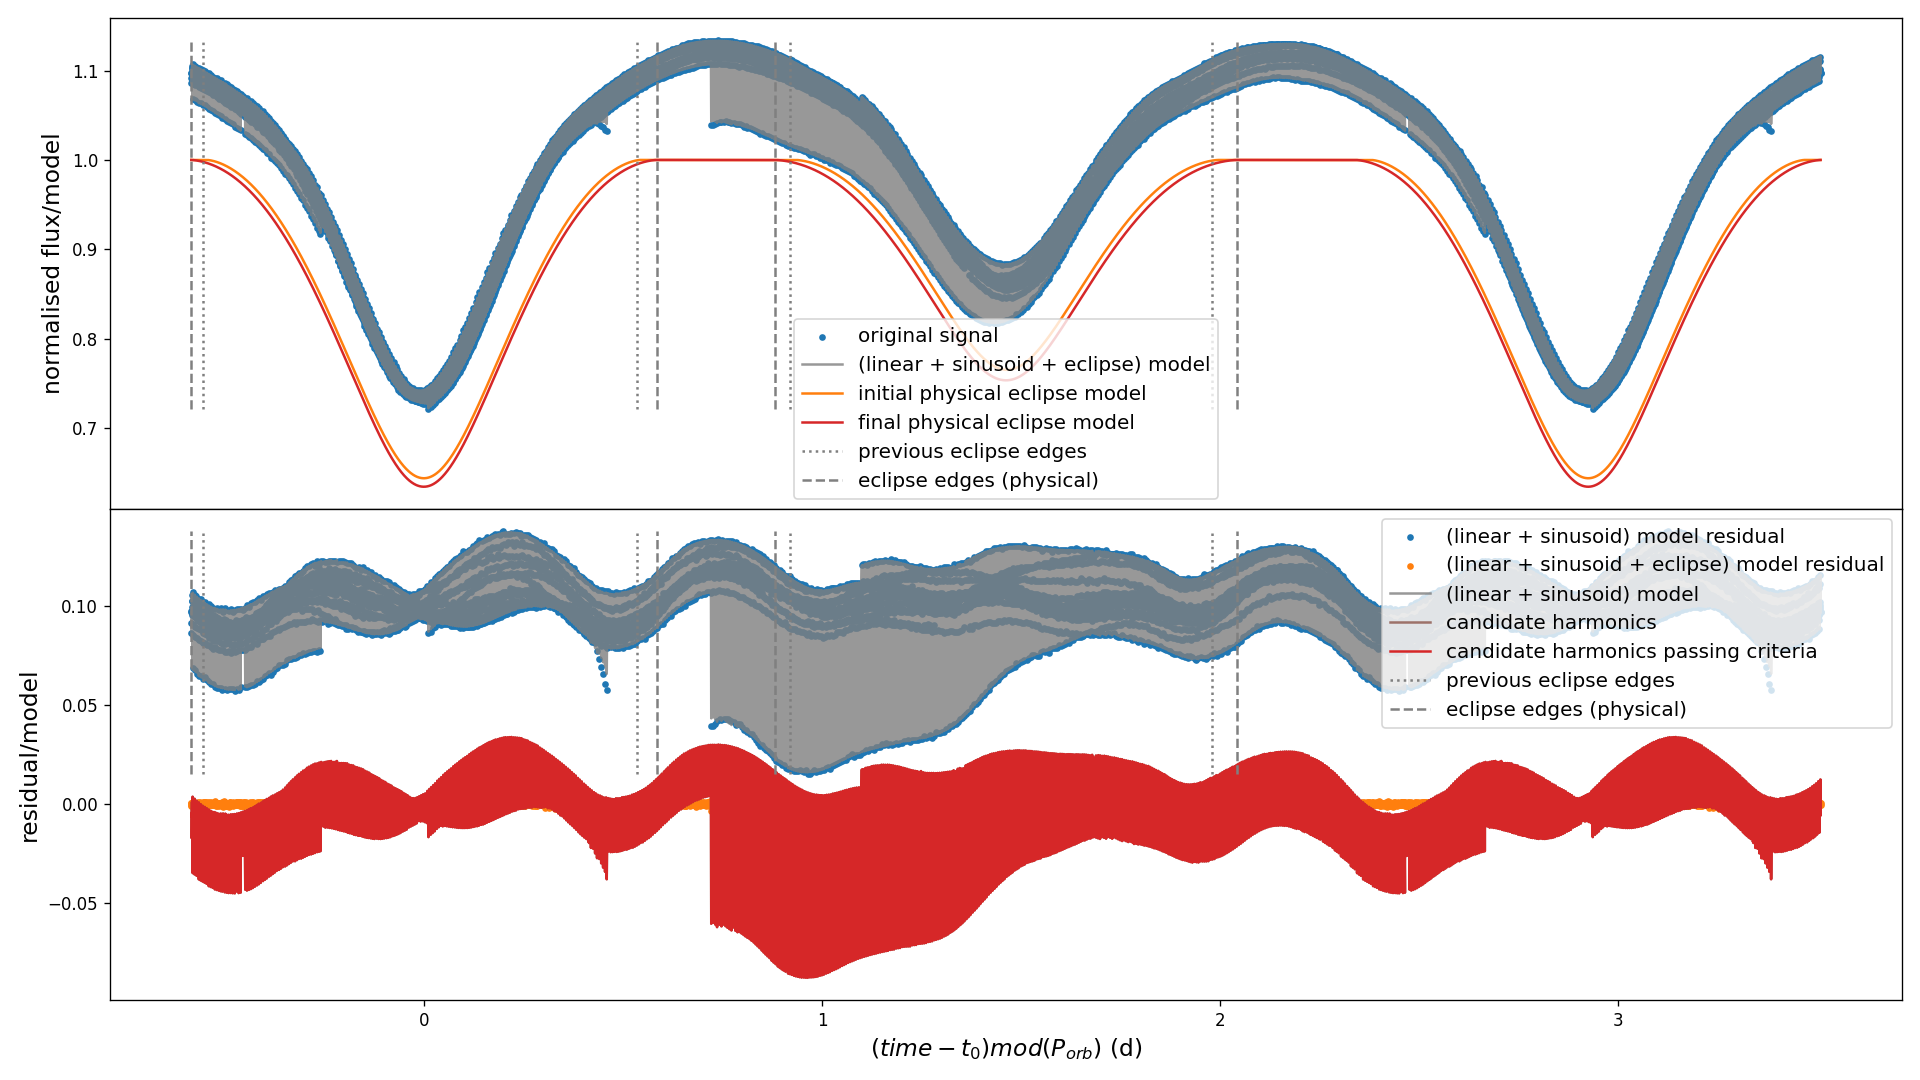 normalised flux/model
1.1
1.0
0.9
0.8
0.7
original signal
(linear + sinusoid + eclipse) model
initial physical eclipse model
final physical eclipse model
previous eclipse edges
eclipse edges (physical)
residual/model
0.10
0.05
0.00
−0.05
(linear + sinusoid) model residual
(linear + sinusoid + eclipse) model residual
(linear + sinusoid) model
candidate harmonics
candidate harmonics passing criteria
previous eclipse edges
eclipse edges (physical)
0 1 2 3
(time − t₀)mod(Pₒᵣb) (d)